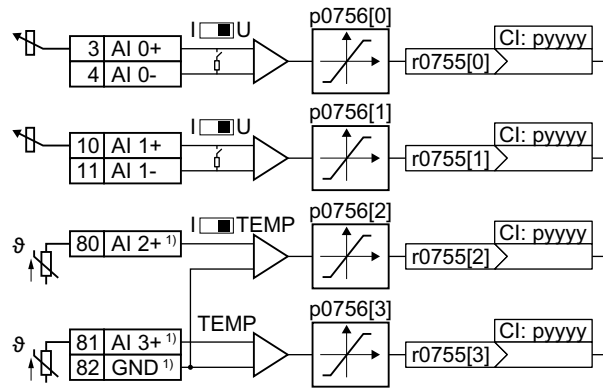 p0756[0]
I U
3 AI 0+
4 AI 0-
CI: pyyyy
r0755[0]
p0756[1]
I U
10 AI 1+
11 AI 1-
CI: pyyyy
r0755[1]
p0756[2]
I TEMP
ϑ 80 AI 2+ 1)
CI: pyyyy
r0755[2]
p0756[3]
TEMP
ϑ 81 AI 3+ 1)
82 GND 1)
CI: pyyyy
r0755[3]